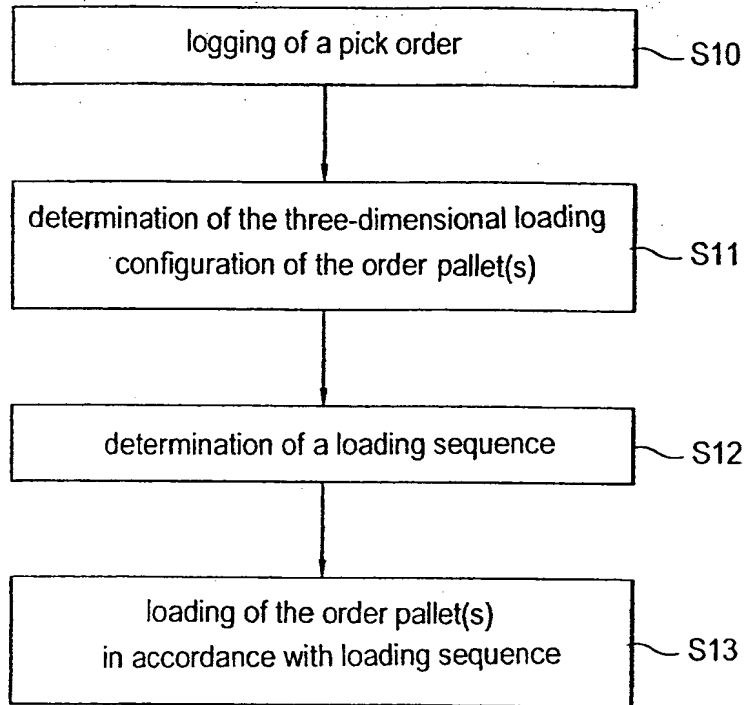 logging of a pick order
S10
determination of the three-dimensional loading
configuration of the order pallet(s)
S11
determination of a loading sequence
S12
loading of the order pallet(s)
in accordance with loading sequence
S13